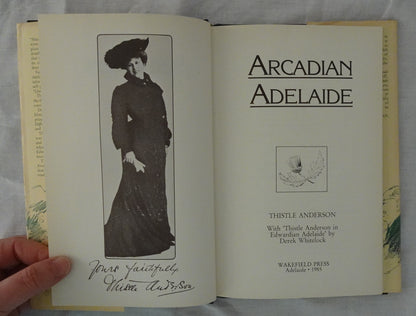 Yours faithfully
Thistle Anderson
ARCADIAN
ADELAIDE
THISTLE ANDERSON
With 'Thistle Anderson in
Edwardian Adelaide' by
Derek Whitelock
WAKEFIELD PRESS
Adelaide • 1985